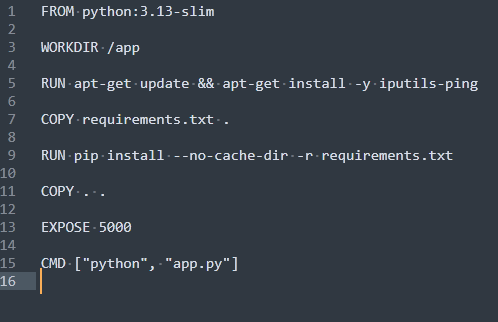 1 FROM python:3.13-slim
2
3 WORKDIR /app
4
5 RUN apt-get update && apt-get install -y iputils-ping
6
7 COPY requirements.txt .
8
9 RUN pip install --no-cache-dir -r requirements.txt
10
11 COPY . .
12
13 EXPOSE 5000
14
15 CMD ["python", "app.py"]
16